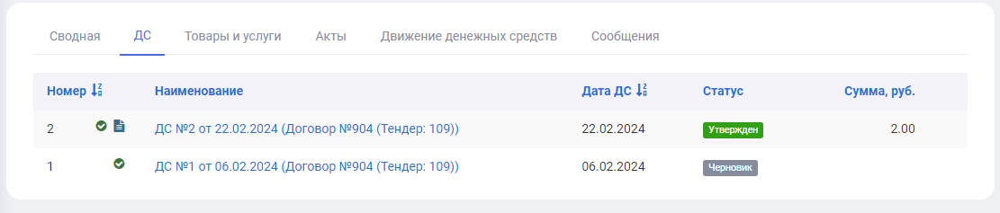 Сводная ДС Товары и услуги Акты Движение денежных средств Сообщения
Номер Наименование Дата ДС Статус Сумма, руб.
2 ДС №2 от 22.02.2024 (Договор №904 (Тендер: 109)) 22.02.2024 Утвержден 2.00
1 ДС №1 от 06.02.2024 (Договор №904 (Тендер: 109)) 06.02.2024 Черновик